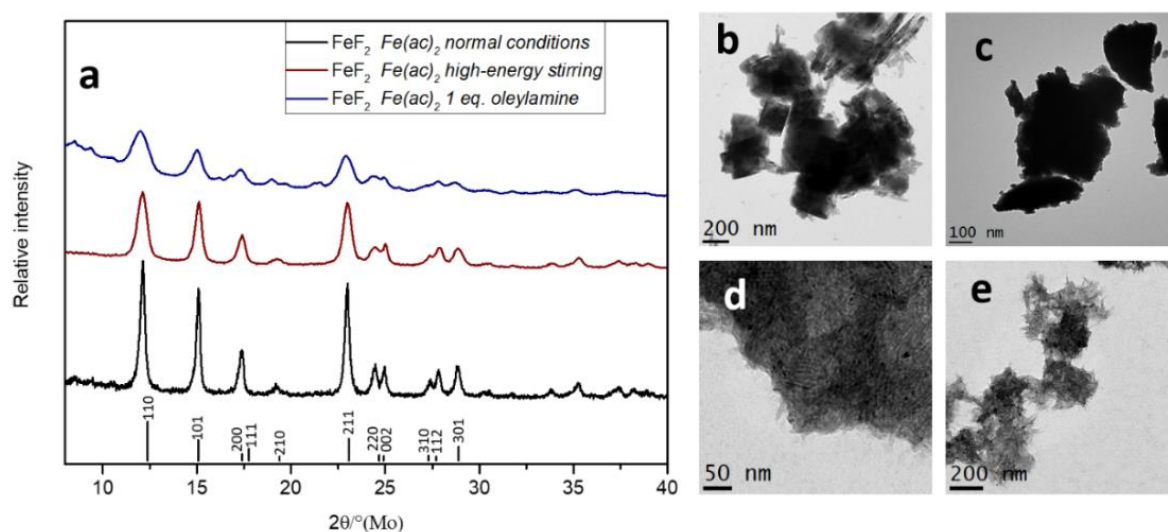 a
FeF₂ Fe(ac)₂ normal conditions
FeF₂ Fe(ac)₂ high-energy stirring
FeF₂ Fe(ac)₂ 1 eq. oleylamine
Relative intensity
110
101
200
111
210
211
220
002
310
112
301
10 15 20 25 30 35 40
2θ/°(Mo)
b
200 nm
c
100 nm
d
50 nm
e
200 nm